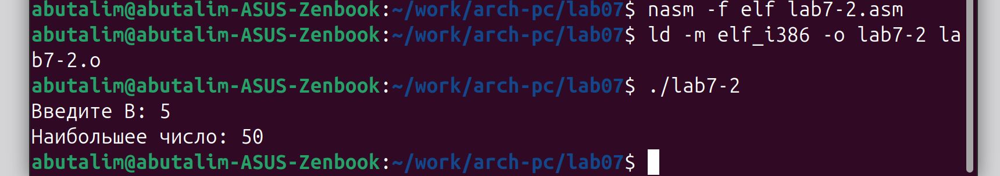 abutalim@abutalim-ASUS-Zenbook:~/work/arch-pc/lab07$ nasm -f elf lab7-2.asm
abutalim@abutalim-ASUS-Zenbook:~/work/arch-pc/lab07$ ld -m elf_i386 -o lab7-2 la
b7-2.o
abutalim@abutalim-ASUS-Zenbook:~/work/arch-pc/lab07$ ./lab7-2
Введите B: 5
Наибольшее число: 50
abutalim@abutalim-ASUS-Zenbook:~/work/arch-pc/lab07$